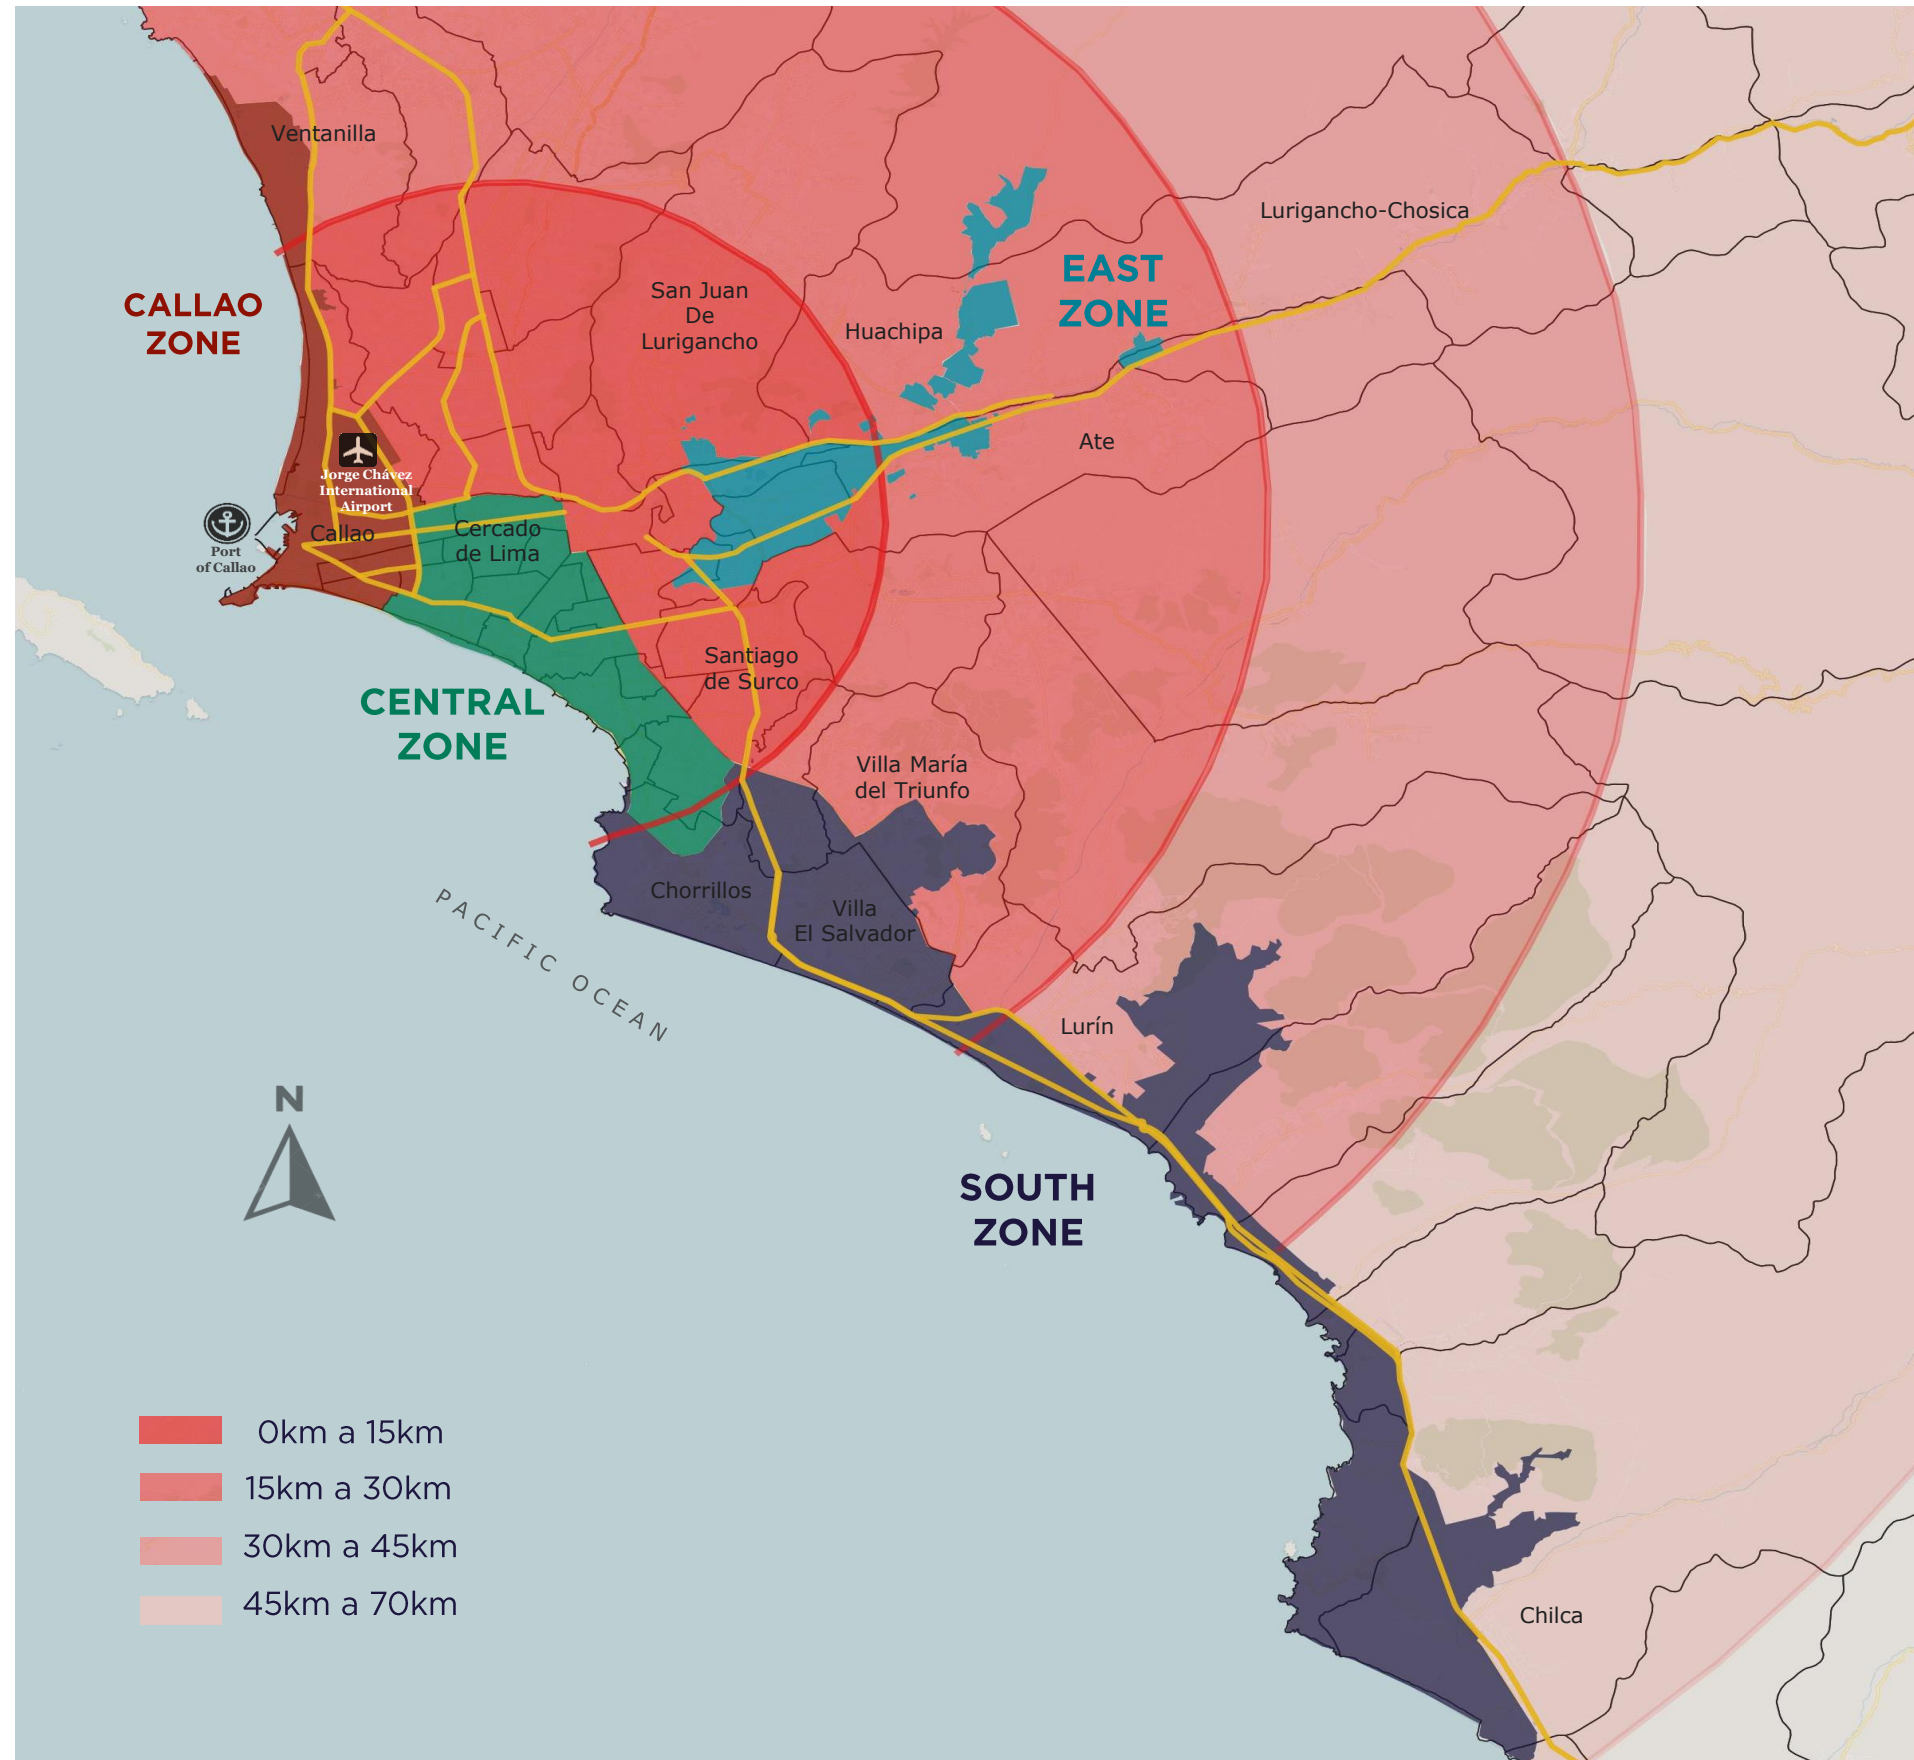 Ventanilla
Lurigancho-Chosica
EAST
ZONE
San Juan
De
Lurigancho
CALLAO
ZONE
Huachipa
Ate
Jorge Chávez
International
Airport
Callao
Port
of Callao
Cercado
de Lima
Santiago
de Surco
CENTRAL
ZONE
Villa María
del Triunfo
Chorrillos
Villa
El Salvador
PACIFIC OCEAN
Lurín
N
SOUTH
ZONE
0km a 15km
15km a 30km
30km a 45km
45km a 70km
Chilca